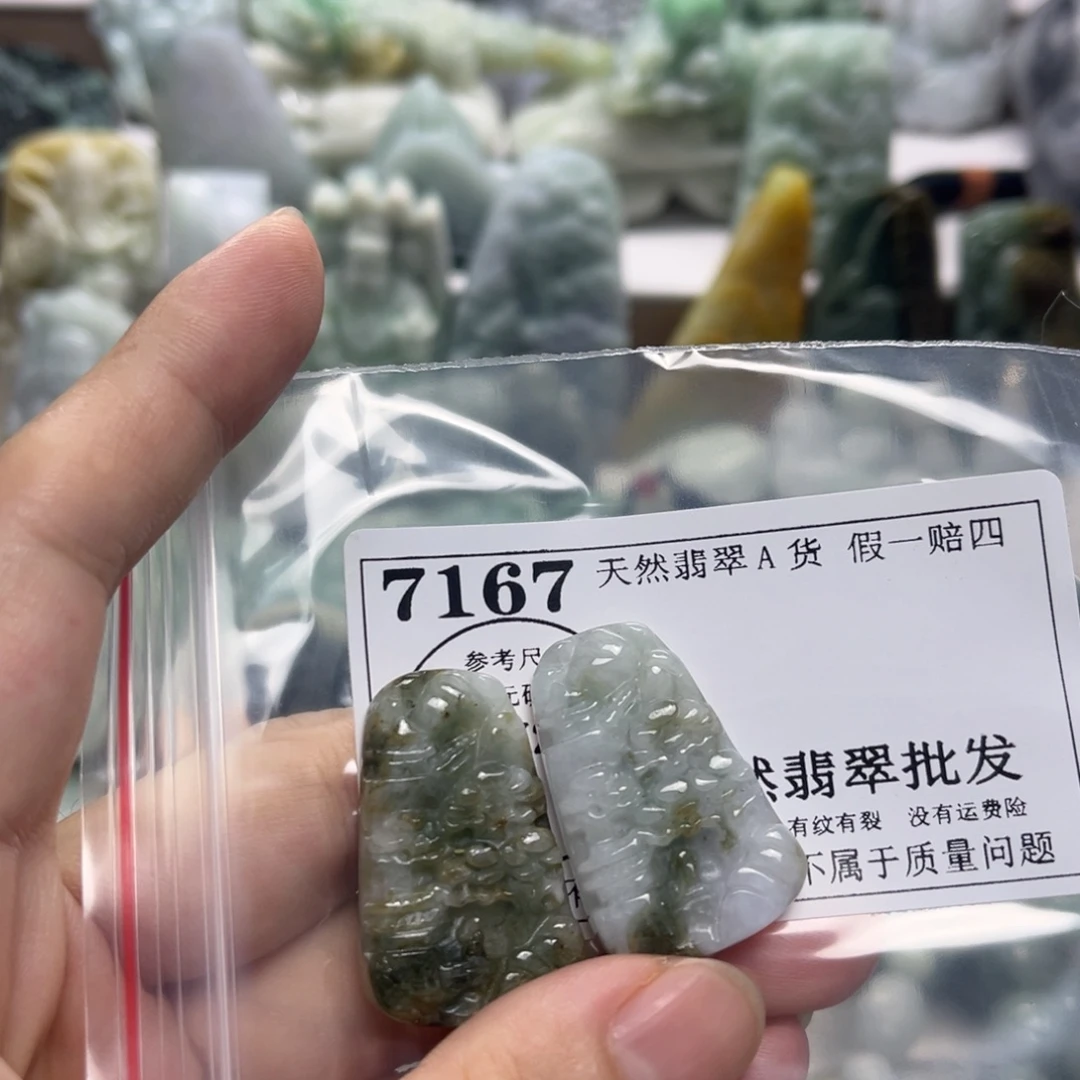 7167 天然翡翠A货 假一赔四
参考尺
翡翠批发
有纹有裂 没有运费险
不属于质量问题